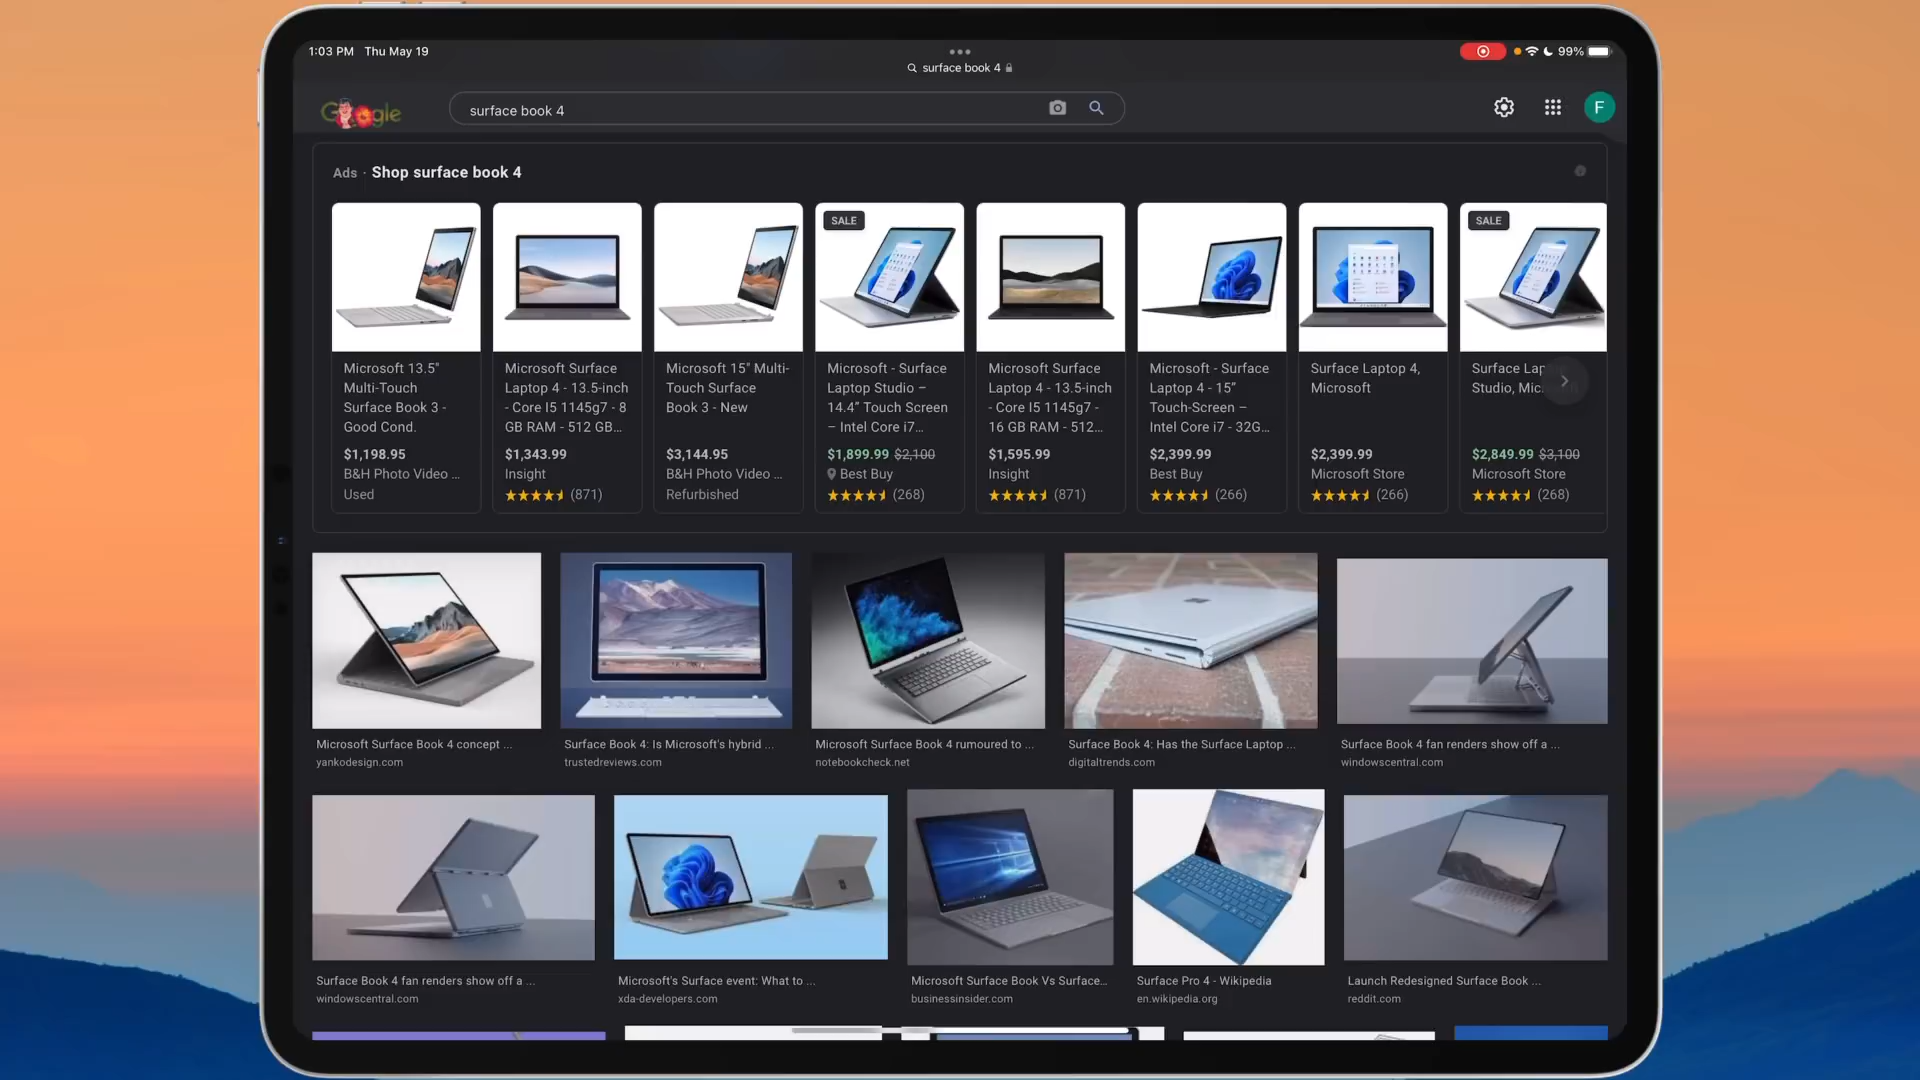 1:03 PM Thu May 19
99%
surface book 4
Google
surface book 4
F
Ads · Shop surface book 4
Microsoft 13.5"
Multi-Touch
Surface Book 3 -
Good Cond.
$1,198.95
B&H Photo Video ...
Used
Microsoft Surface
Laptop 4 - 13.5-inch
- Core I5 1145g7 - 8
GB RAM - 512 GB...
$1,343.99
Insight
(871)
Microsoft 15" Multi-
Touch Surface
Book 3 - New
$3,144.95
B&H Photo Video ...
Refurbished
SALE
Microsoft - Surface
Laptop Studio –
14.4” Touch Screen
– Intel Core i7...
$1,899.99 $2,100
Best Buy
(268)
Microsoft Surface
Laptop 4 - 13.5-inch
- Core I5 1145g7 -
16 GB RAM - 512...
$1,595.99
Insight
(871)
Microsoft - Surface
Laptop 4 - 15”
Touch-Screen –
Intel Core i7 - 32G...
$2,399.99
Best Buy
(266)
Surface Laptop 4,
Microsoft
$2,399.99
Microsoft Store
(266)
SALE
Surface
Studio,
$2,849.99 $3,100
Microsoft Store
(268)
Microsoft Surface Book 4 concept ...
yankodesign.com
Surface Book 4: Is Microsoft's hybrid ...
trustedreviews.com
Microsoft Surface Book 4 rumoured to ...
notebookcheck.net
Surface Book 4: Has the Surface Laptop ...
digitaltrends.com
Surface Book 4 fan renders show off a ...
windowscentral.com
Surface Book 4 fan renders show off a ...
windowscentral.com
Microsoft's Surface event: What to ...
xda-developers.com
Microsoft Surface Book Vs Surface...
businessinsider.com
Surface Pro 4 - Wikipedia
en.wikipedia.org
Launch Redesigned Surface Book ...
reddit.com